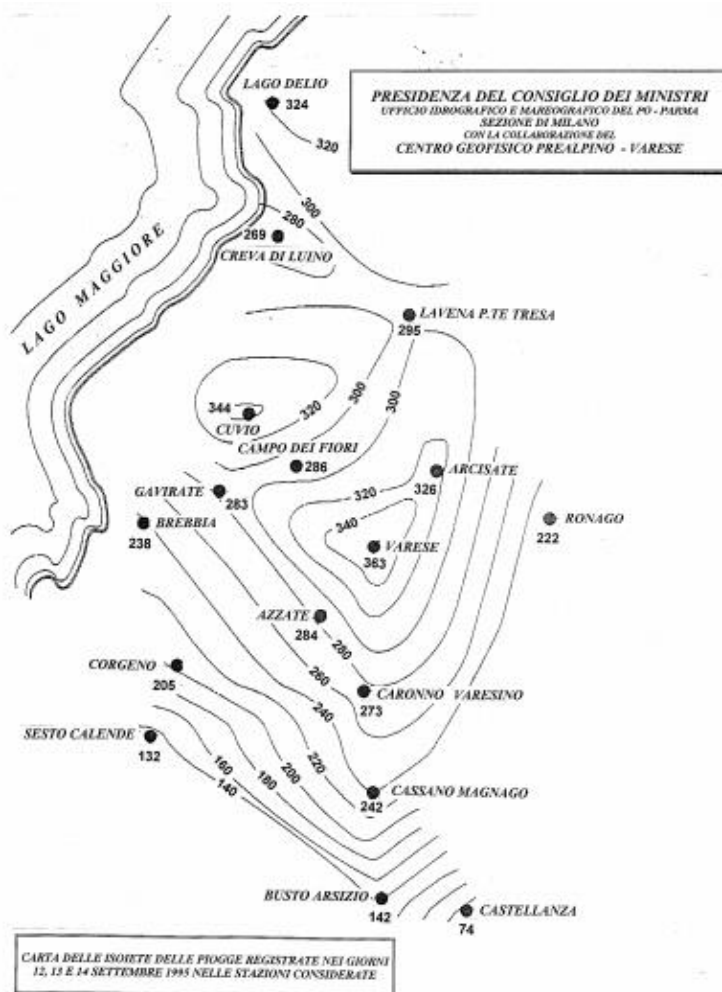 LAGO DELIO
324
320
PRESIDENZA DEL CONSIGLIO DEI MINISTRI
UFFICIO IDROGRAFICO E MAREOGRAFICO DEL PO - PARMA
SEZIONE DI MILANO
CON LA COLLABORAZIONE DEL
CENTRO GEOFISICO PREALPINO - VARESE
300
280
269
CREVA DI LUINO
LAGO MAGGIORE
LAVENA P.TE TRESA
295
300
300
320
344
CUVIO
CAMPO DEI FIORI
286
ARCISATE
326
GAVIRATE
283
320
340
BREBBIA
238
RONAGO
222
VARESE
363
AZZATE
284
280
CORGENO
205
260
CARONNO VARESINO
273
240
SESTO CALENDE
132
220
200
180
160
140
CASSANO MAGNAGO
242
BUSTO ARSIZIO
142
CASTELLANZA
74
CARTA DELLE ISOIETE DELLE PIOGGE REGISTRATE NEI GIORNI
12, 13 E 14 SETTEMBRE 1995 NELLE STAZIONI CONSIDERATE